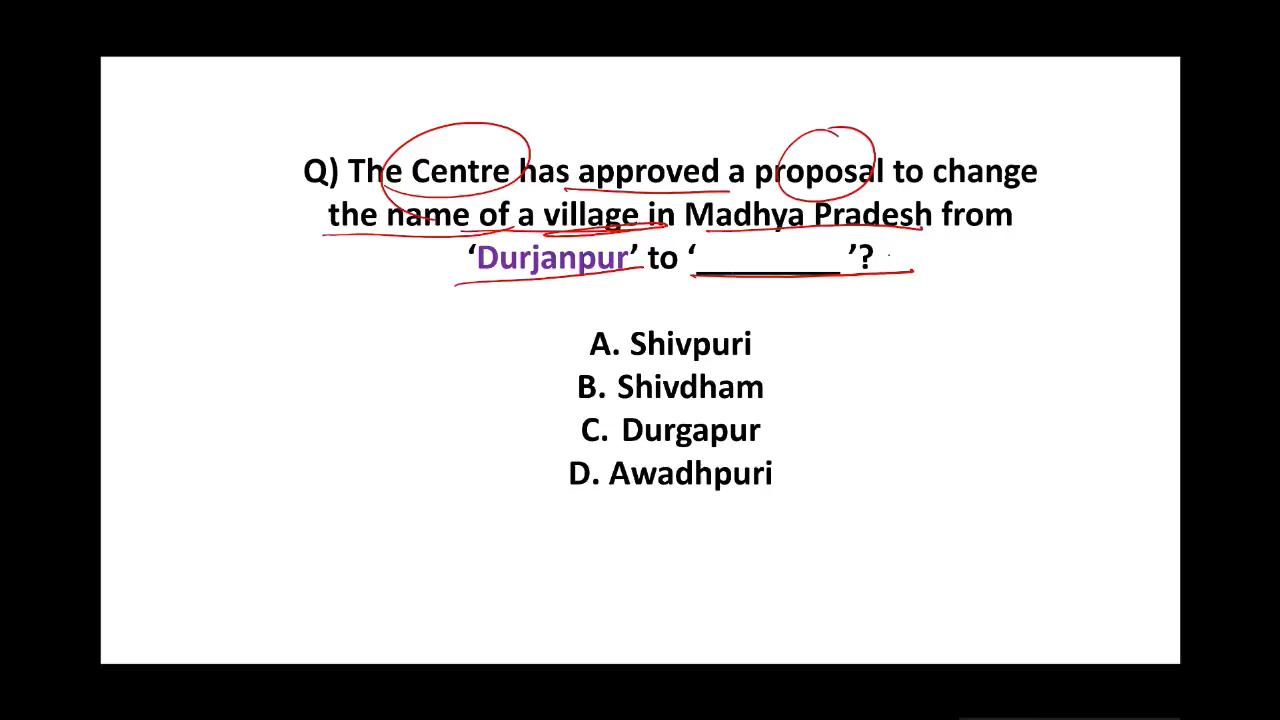 Q) The Centre has approved a proposal to change
the name of a village in Madhya Pradesh from
‘Durjanpur’ to ‘__________ ’?
A. Shivpuri
B. Shivdham
C. Durgapur
D. Awadhpuri